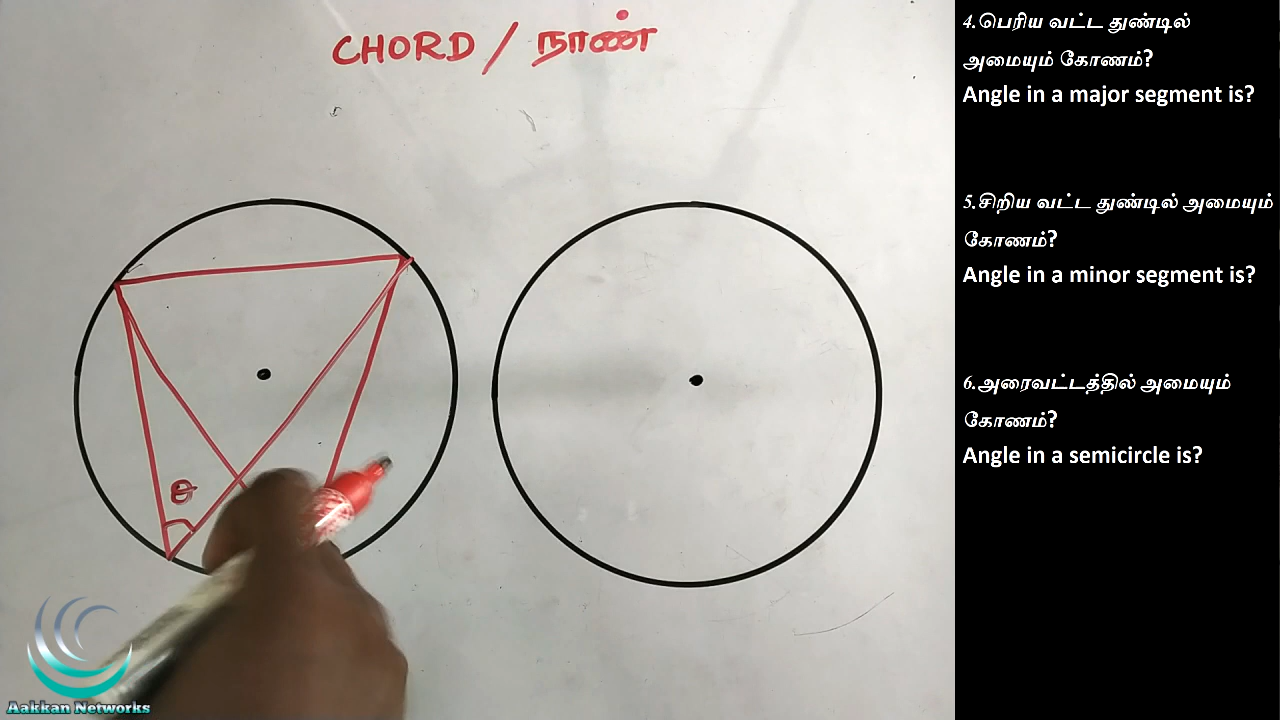 CHORD / நாண்
4.பெரிய வட்ட துண்டில்
அமையும் கோணம்?
Angle in a major segment is?
5.சிறிய வட்ட துண்டில் அமையும்
கோணம்?
Angle in a minor segment is?
6.அரைவட்டத்தில் அமையும்
கோணம்?
Angle in a semicircle is?
θ
Aakkan Networks